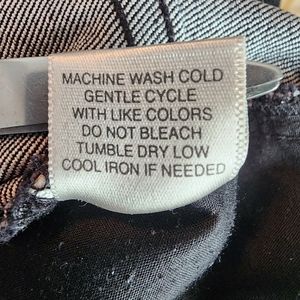 MACHINE WASH COLD
GENTLE CYCLE
WITH LIKE COLORS
DO NOT BLEACH
TUMBLE DRY LOW
COOL IRON IF NEEDED